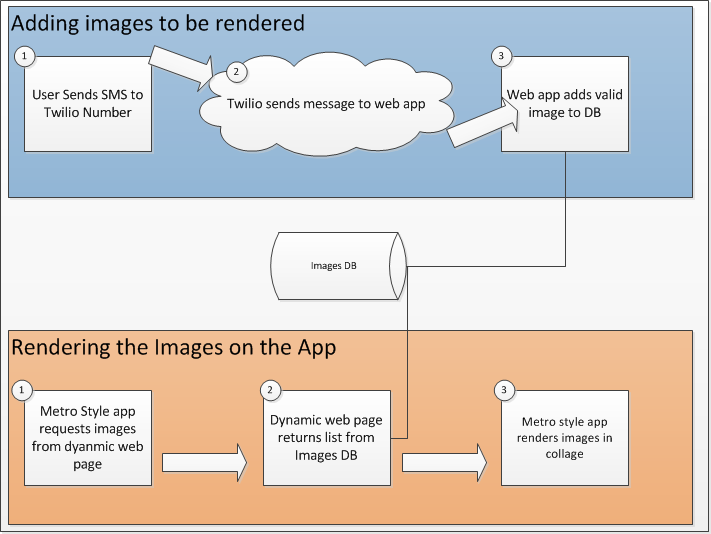 Adding images to be rendered
1
User Sends SMS to
Twilio Number
2
Twilio sends message to web app
3
Web app adds valid
image to DB
Images DB
Rendering the Images on the App
1
Metro Style app
requests images
from dyanmic web
page
2
Dynamic web page
returns list from
Images DB
3
Metro style app
renders images in
collage